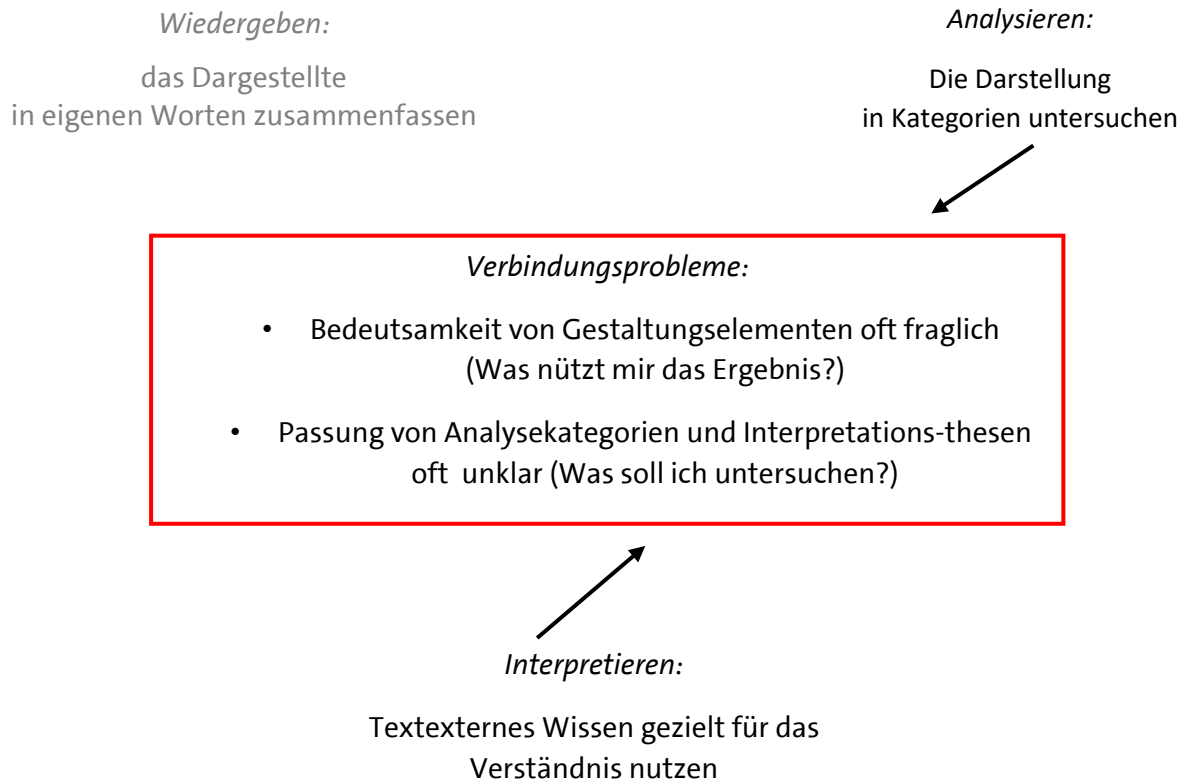 Wiedergeben:
das Dargestellte
in eigenen Worten zusammenfassen
Analysieren:
Die Darstellung
in Kategorien untersuchen
Verbindungsprobleme:
• Bedeutsamkeit von Gestaltungselementen oft fraglich
(Was nützt mir das Ergebnis?)
• Passung von Analysekategorien und Interpretations-thesen
oft unklar (Was soll ich untersuchen?)
Interpretieren:
Textexternes Wissen gezielt für das
Verständnis nutzen